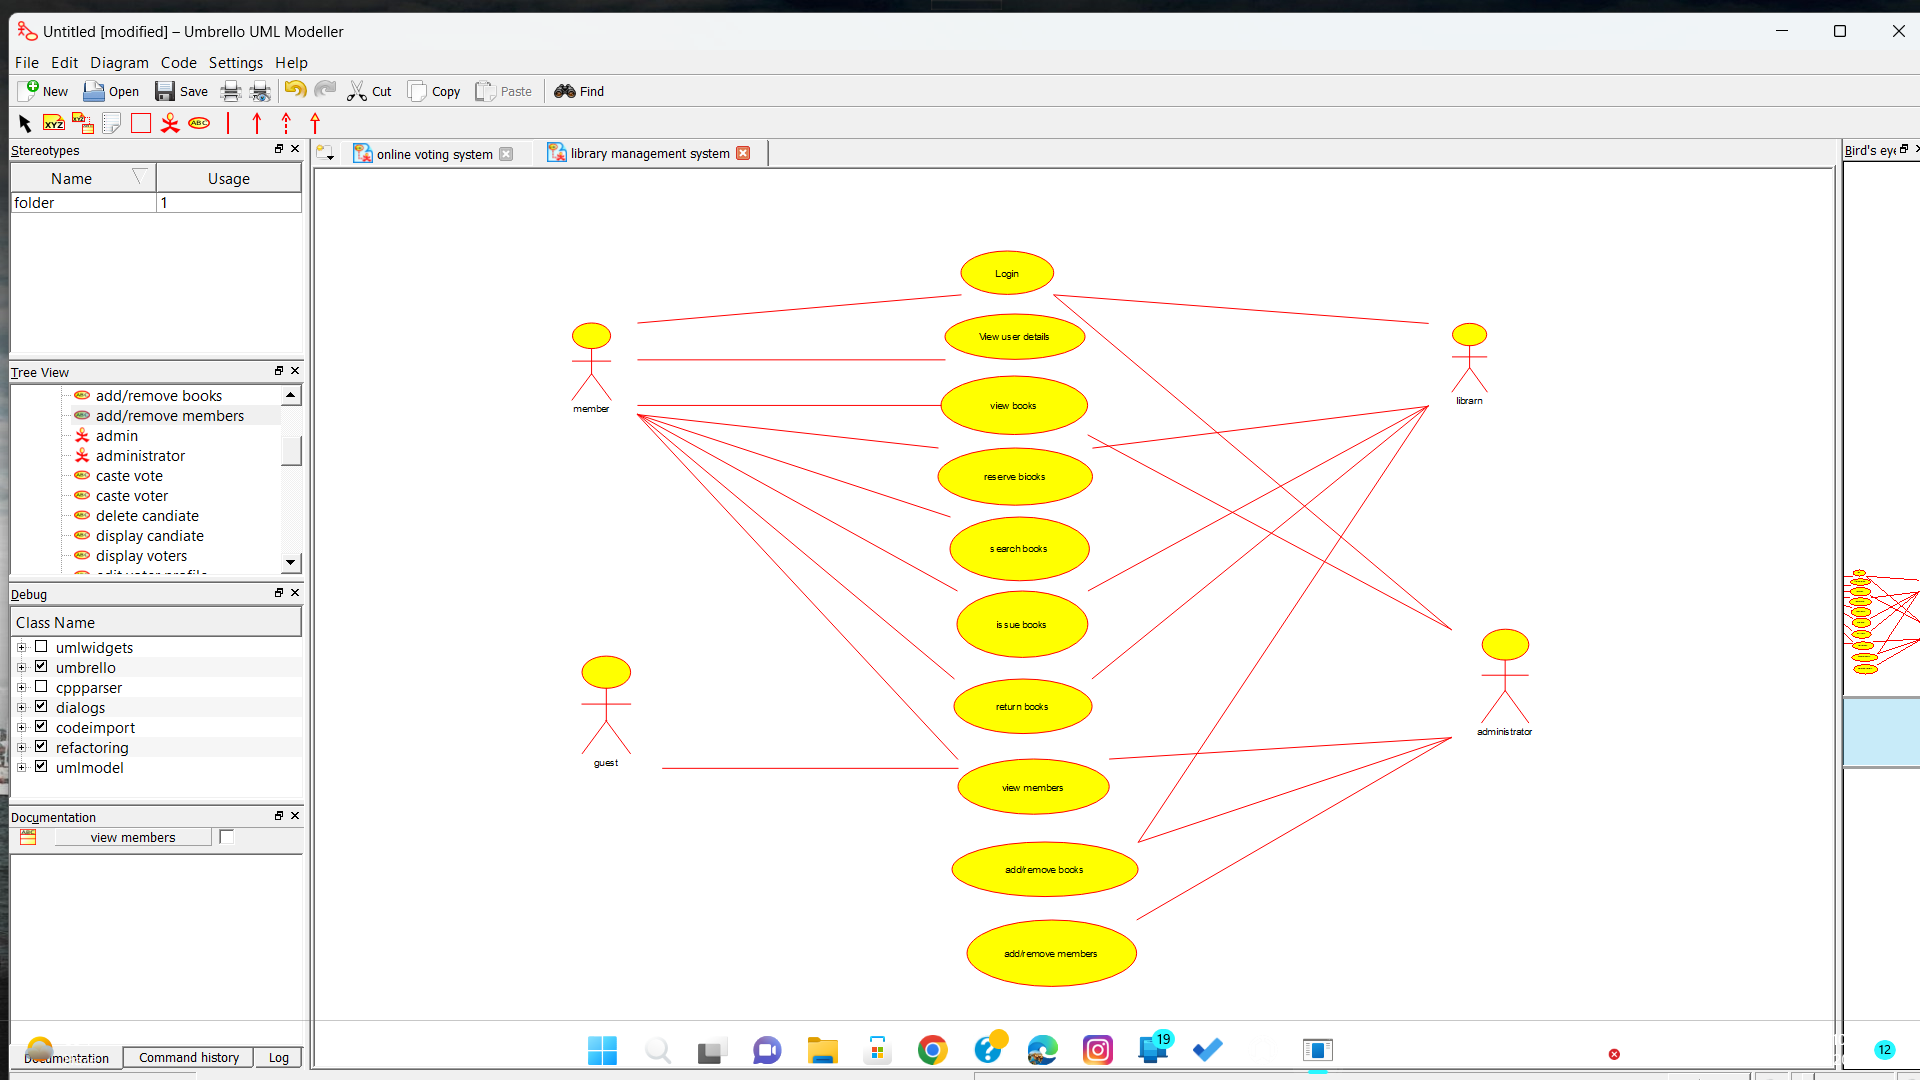 Untitled [modified] – Umbrello UML Modeller
File Edit Diagram Code Settings Help
New Open Save Cut Copy Paste Find
XYZ ABC
Stereotypes
Name Usage
folder 1
Tree View
add/remove books
add/remove members
admin
administrator
caste vote
caste voter
delete candiate
display candiate
display voters
Debug
Class Name
umlwidgets
umbrello
cppparser
dialogs
codeimport
refactoring
umlmodel
Documentation
view members
Documentation Command history Log
online voting system
library management system
Login
View user details
view books
reserve biooks
search books
issue books
return books
view members
add/remove books
add/remove members
member
guest
librarn
administrator
Bird's eye
19
12